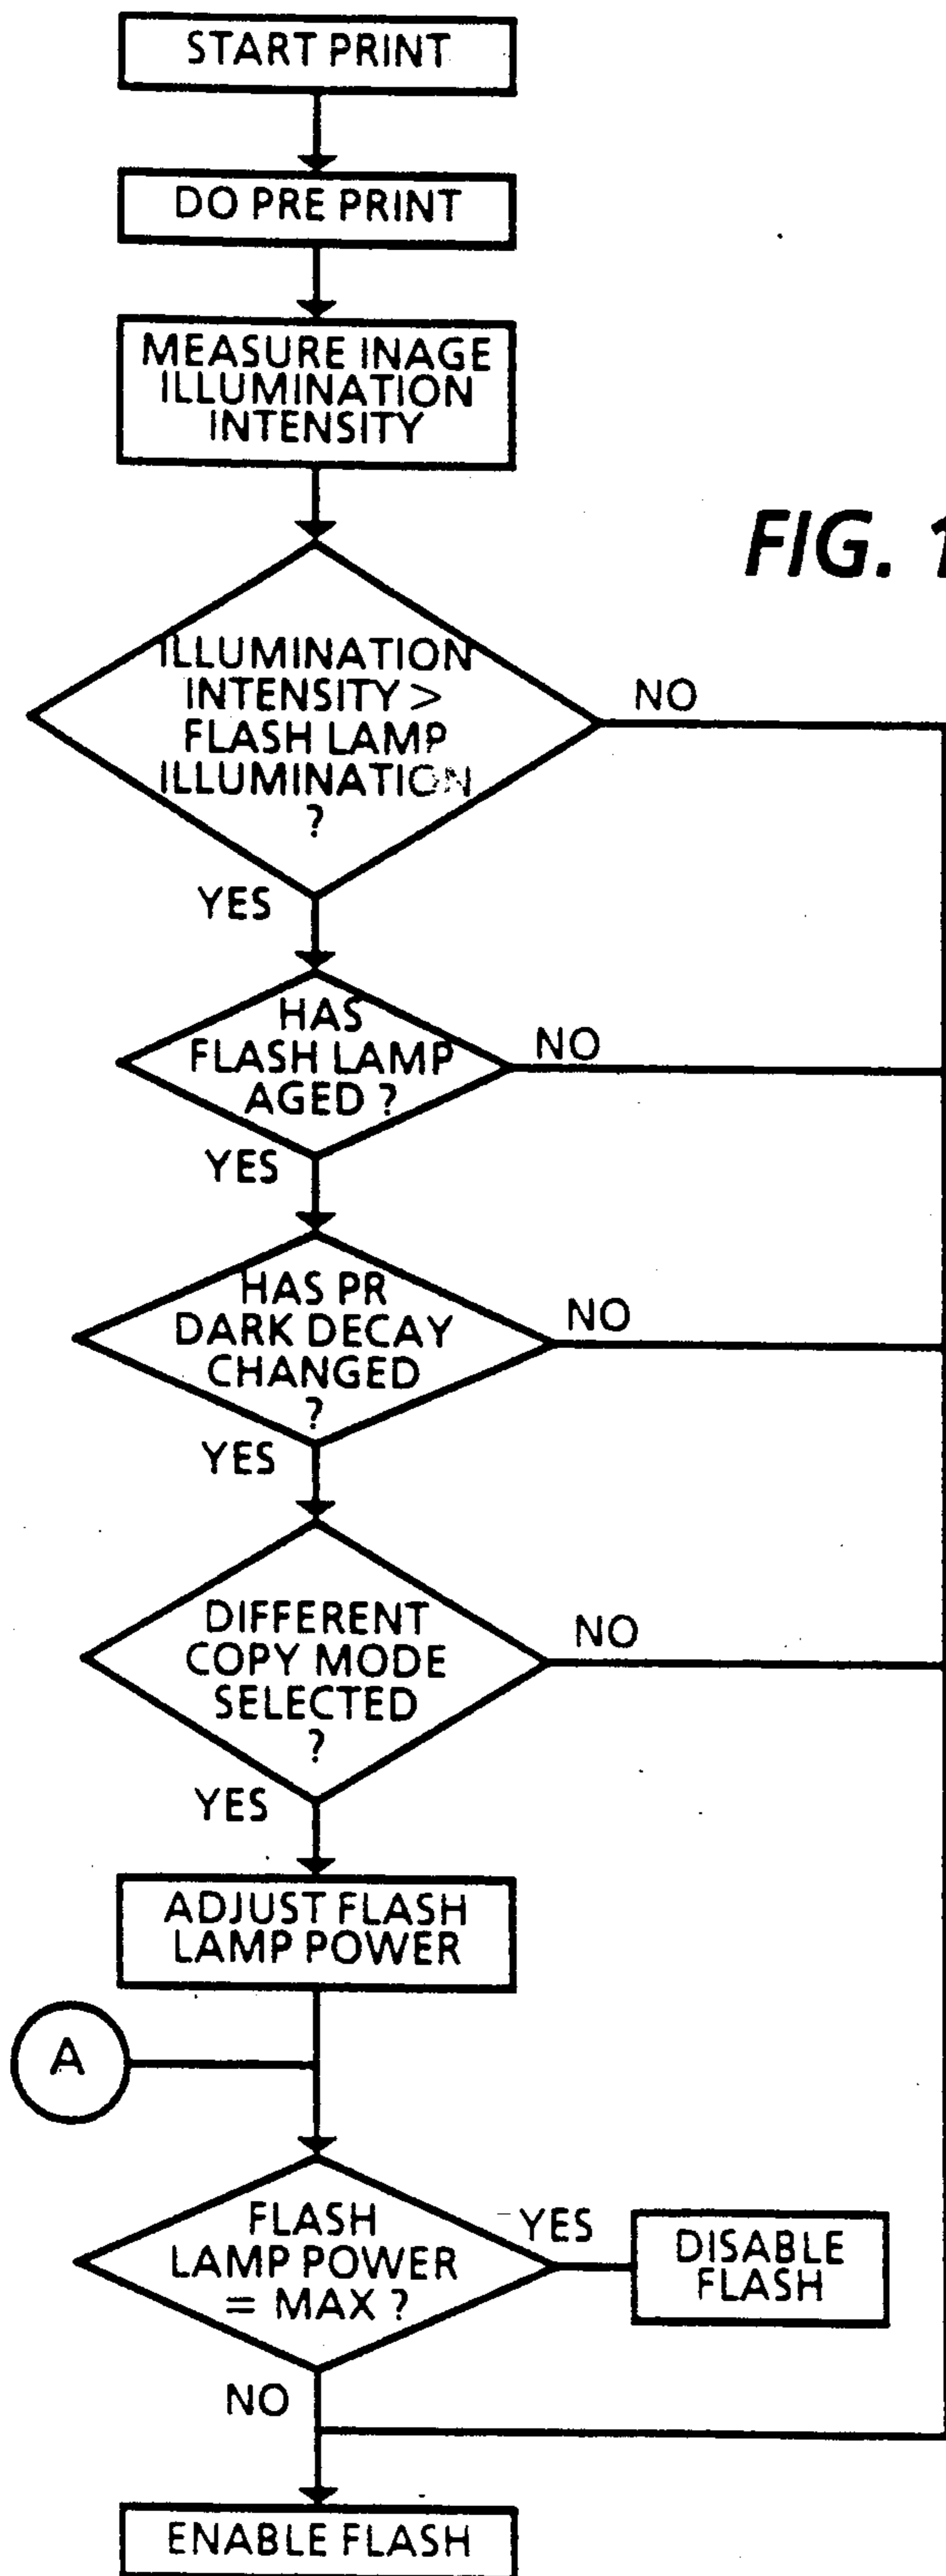 START PRINT
DO PRE PRINT
MEASURE INAGE
ILLUMINATION
INTENSITY
FIG. 1
ILLUMINATION
INTENSITY >
FLASH LAMP
ILLUMINATION
?
NO
YES
HAS
FLASH LAMP
AGED ?
NO
YES
HAS PR
DARK DECAY
CHANGED
?
NO
YES
DIFFERENT
COPY MODE
SELECTED
?
NO
YES
ADJUST FLASH
LAMP POWER
A
FLASH
LAMP POWER
= MAX ?
YES
DISABLE
FLASH
NO
ENABLE FLASH